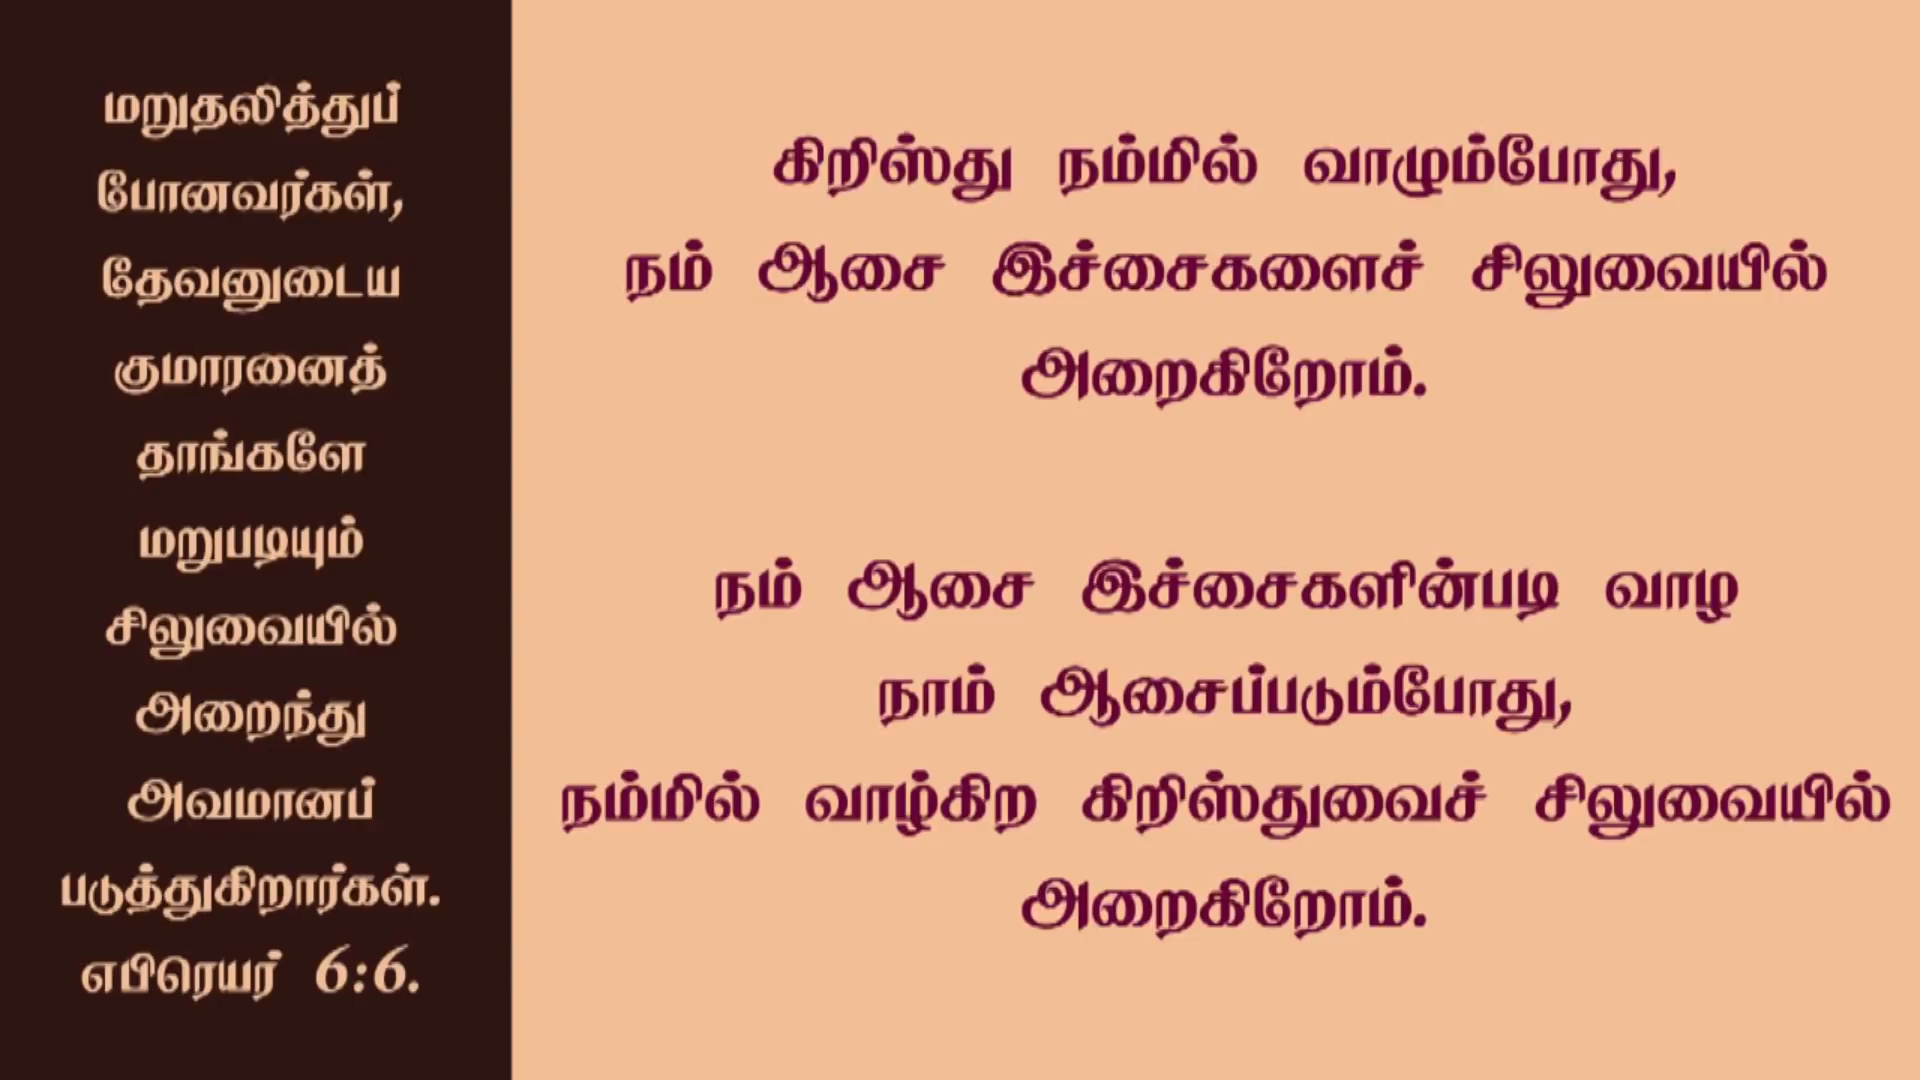 மறுதலித்துப்
போனவர்கள்,
தேவனுடைய
குமாரனைத்
தாங்களே
மறுபடியும்
சிலுவையில்
அறைந்து
அவமானப்
படுத்துகிறார்கள்.
எபிரெயர் 6:6.
கிறிஸ்து நம்மில் வாழும்போது,
நம் ஆசை இச்சைகளைச் சிலுவையில்
அறைகிறோம்.
நம் ஆசை இச்சைகளின்படி வாழ
நாம் ஆசைப்படும்போது,
நம்மில் வாழ்கிற கிறிஸ்துவைச் சிலுவையில்
அறைகிறோம்.